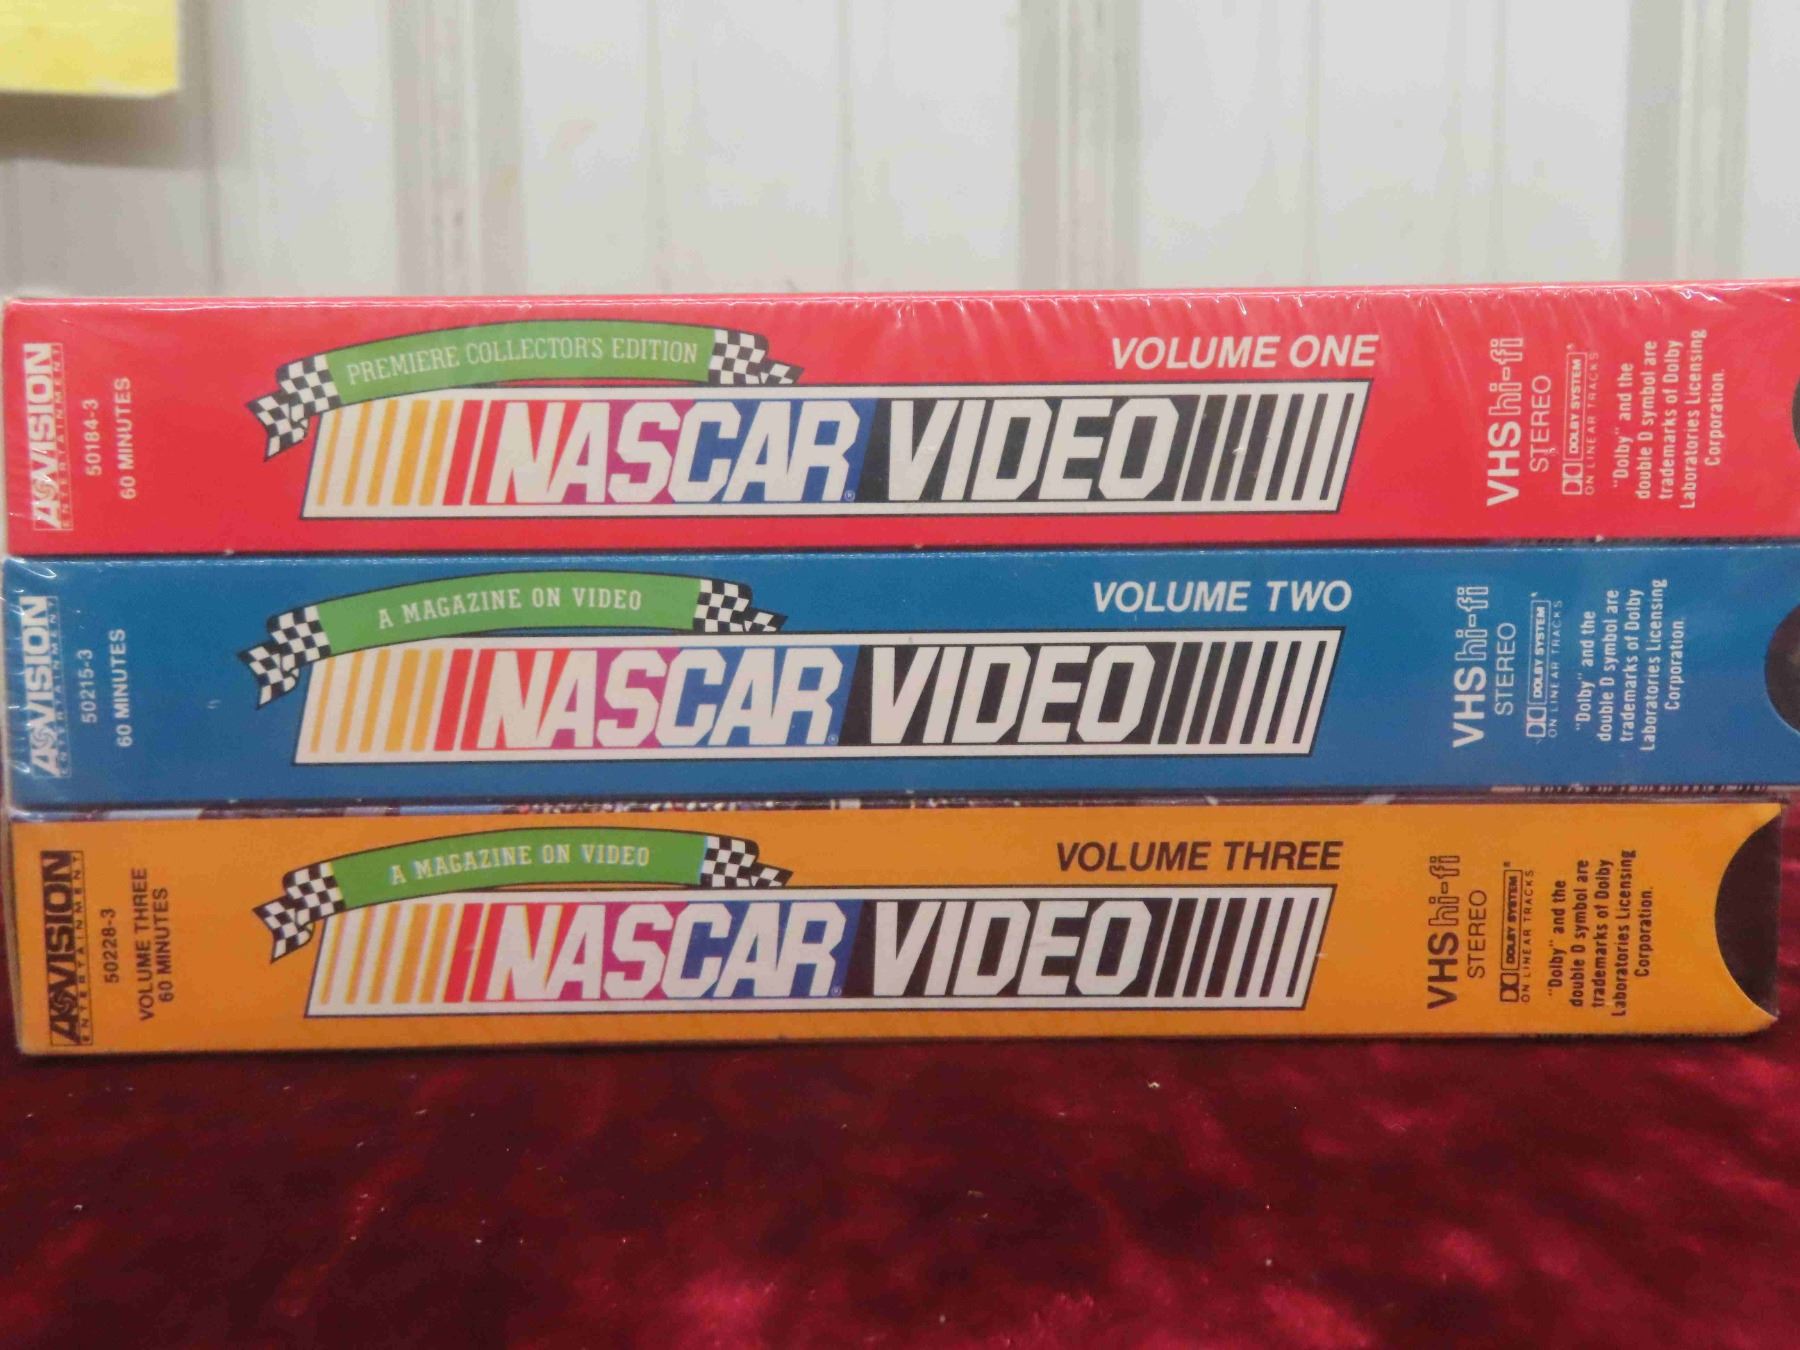 A*VISION
ENTERTAINMENT
50184-3
60 MINUTES
PREMIERE COLLECTOR'S EDITION
NASCAR® VIDEO
VOLUME ONE
VHS hi-fi
STEREO
DOLBY SYSTEM®
ON LINEAR TRACKS
"Dolby" and the
double D symbol are
trademarks of Dolby
Laboratories Licensing
Corporation.
A*VISION
ENTERTAINMENT
50215-3
60 MINUTES
A MAGAZINE ON VIDEO
NASCAR® VIDEO
VOLUME TWO
VHS hi-fi
STEREO
DOLBY SYSTEM®
ON LINEAR TRACKS
"Dolby" and the
double D symbol are
trademarks of Dolby
Laboratories Licensing
Corporation.
A*VISION
ENTERTAINMENT
50228-3
VOLUME THREE
60 MINUTES
A MAGAZINE ON VIDEO
NASCAR® VIDEO
VOLUME THREE
VHS hi-fi
STEREO
DOLBY SYSTEM®
ON LINEAR TRACKS
"Dolby" and the
double D symbol are
trademarks of Dolby
Laboratories Licensing
Corporation.